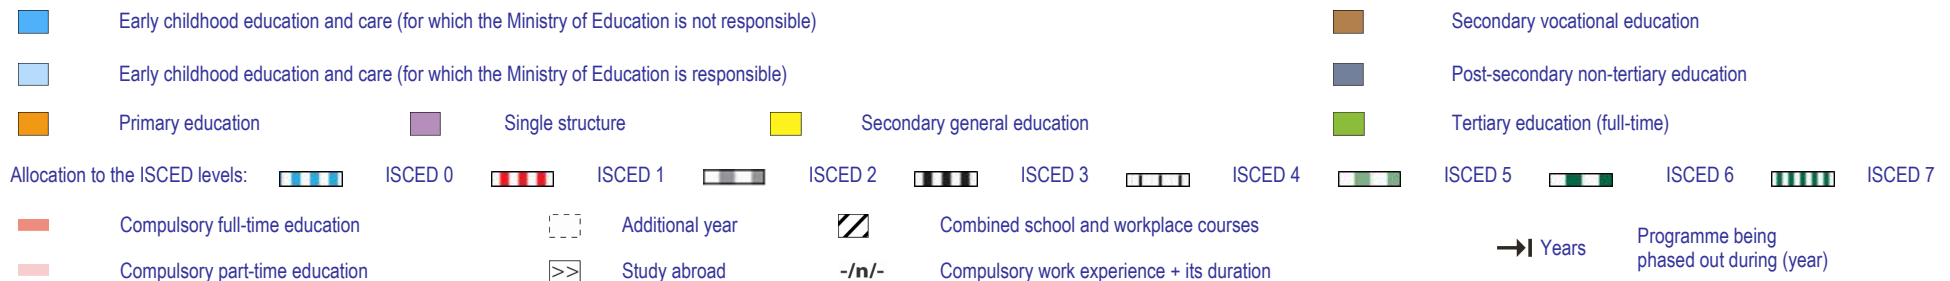 Early childhood education and care (for which the Ministry of Education is not responsible) Secondary vocational education
Early childhood education and care (for which the Ministry of Education is responsible) Post-secondary non-tertiary education
Primary education Single structure Secondary general education Tertiary education (full-time)
Allocation to the ISCED levels: ISCED 0 ISCED 1 ISCED 2 ISCED 3 ISCED 4 ISCED 5 ISCED 6 ISCED 7
Compulsory full-time education Additional year Combined school and workplace courses
Years Programme being
phased out during (year)
Compulsory part-time education >> Study abroad -/n/- Compulsory work experience + its duration